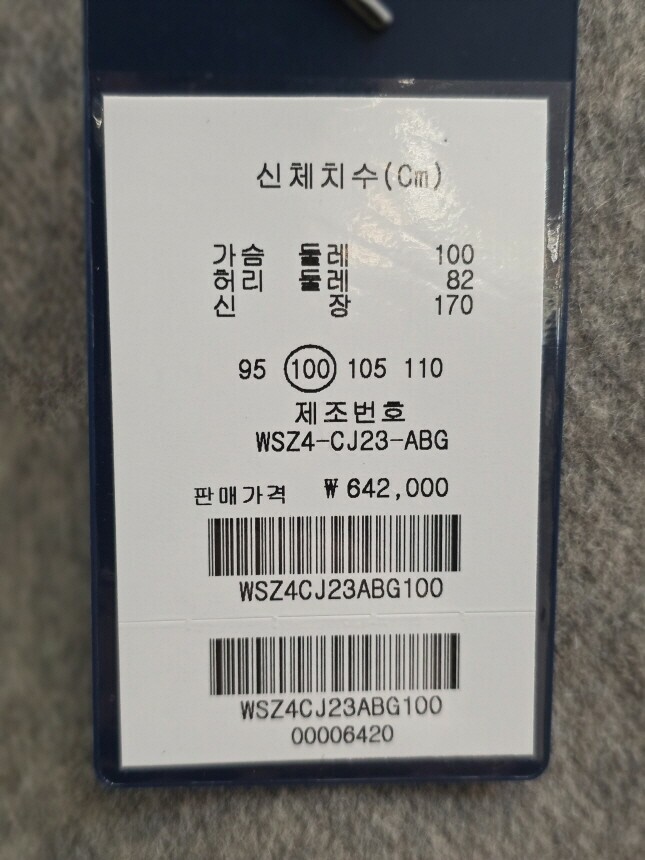 신체치수(Cm)
가슴 둘레 100
허리 둘레 82
신 장 170
95 100 105 110
제조번호
WSZ4-CJ23-ABG
판매가격 ₩ 642,000
WSZ4CJ23ABG100
WSZ4CJ23ABG100
00006420